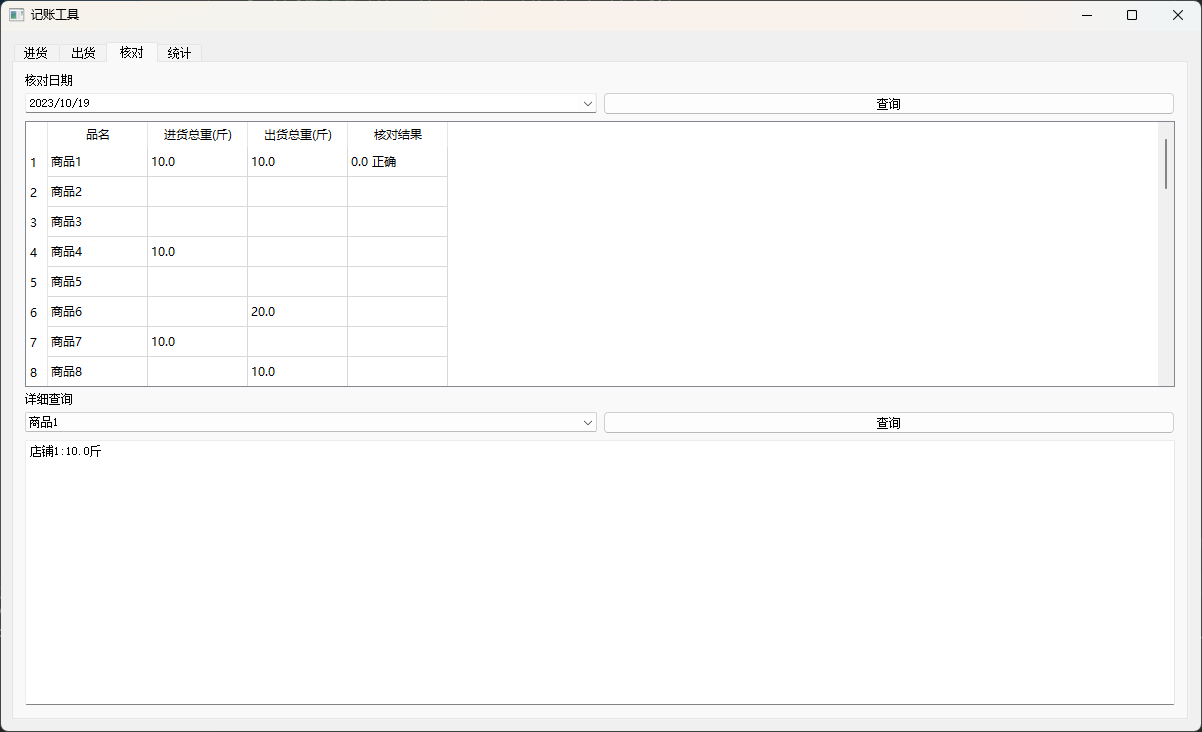 记账工具
进货 出货 核对 统计
核对日期
2023/10/19 查询
品名 进货总重(斤) 出货总重(斤) 核对结果
1 商品1 10.0 10.0 0.0 正确
2 商品2
3 商品3
4 商品4 10.0
5 商品5
6 商品6 20.0
7 商品7 10.0
8 商品8 10.0
详细查询
商品1 查询
店铺1:10.0斤